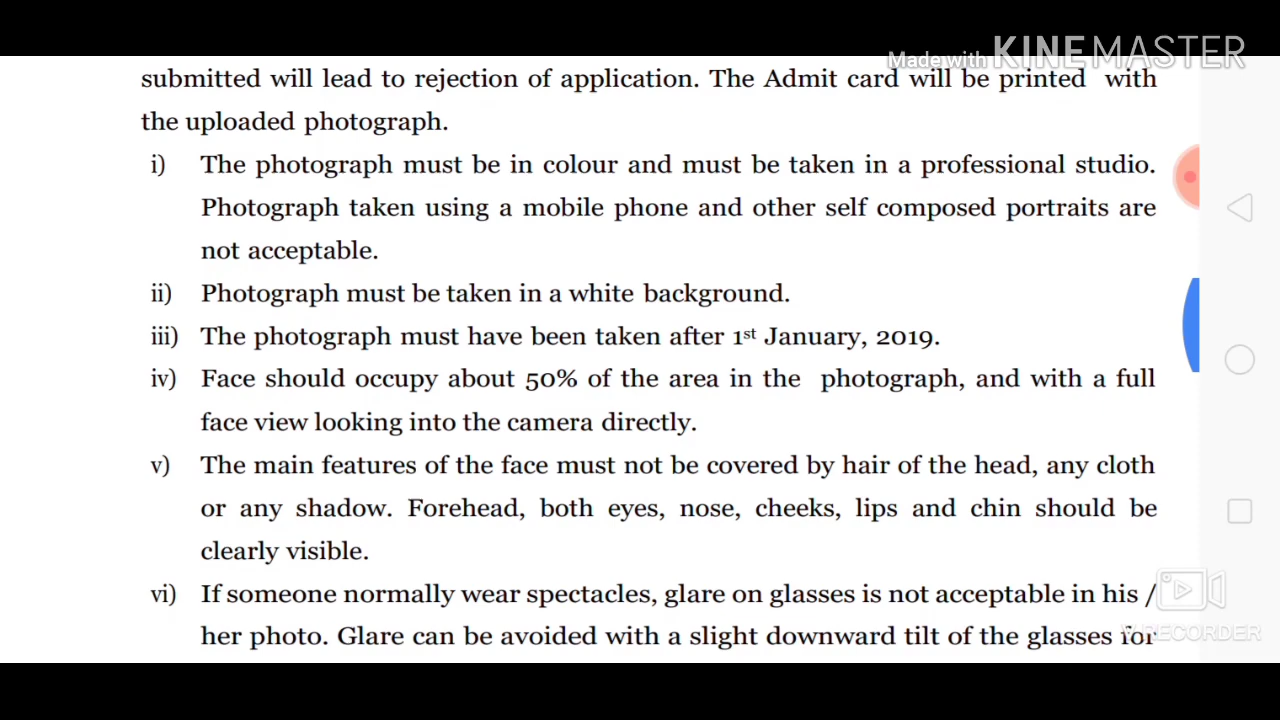 Made with KINEMASTER
submitted will lead to rejection of application. The Admit card will be printed with
the uploaded photograph.
i) The photograph must be in colour and must be taken in a professional studio.
Photograph taken using a mobile phone and other self composed portraits are
not acceptable.
ii) Photograph must be taken in a white background.
iii) The photograph must have been taken after 1st January, 2019.
iv) Face should occupy about 50% of the area in the photograph, and with a full
face view looking into the camera directly.
v) The main features of the face must not be covered by hair of the head, any cloth
or any shadow. Forehead, both eyes, nose, cheeks, lips and chin should be
clearly visible.
vi) If someone normally wear spectacles, glare on glasses is not acceptable in his /
her photo. Glare can be avoided with a slight downward tilt of the glasses for
V RECORDER